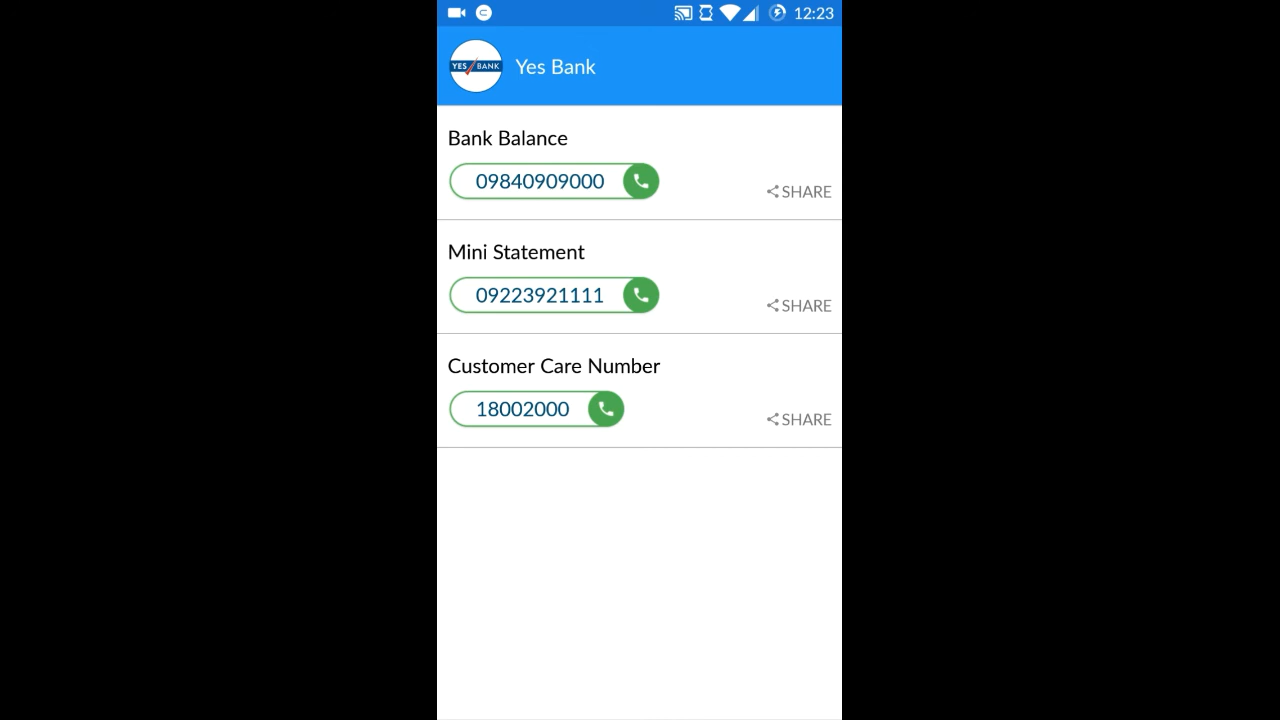 12:23
YES BANK
Yes Bank
Bank Balance
09840909000
SHARE
Mini Statement
09223921111
SHARE
Customer Care Number
18002000
SHARE